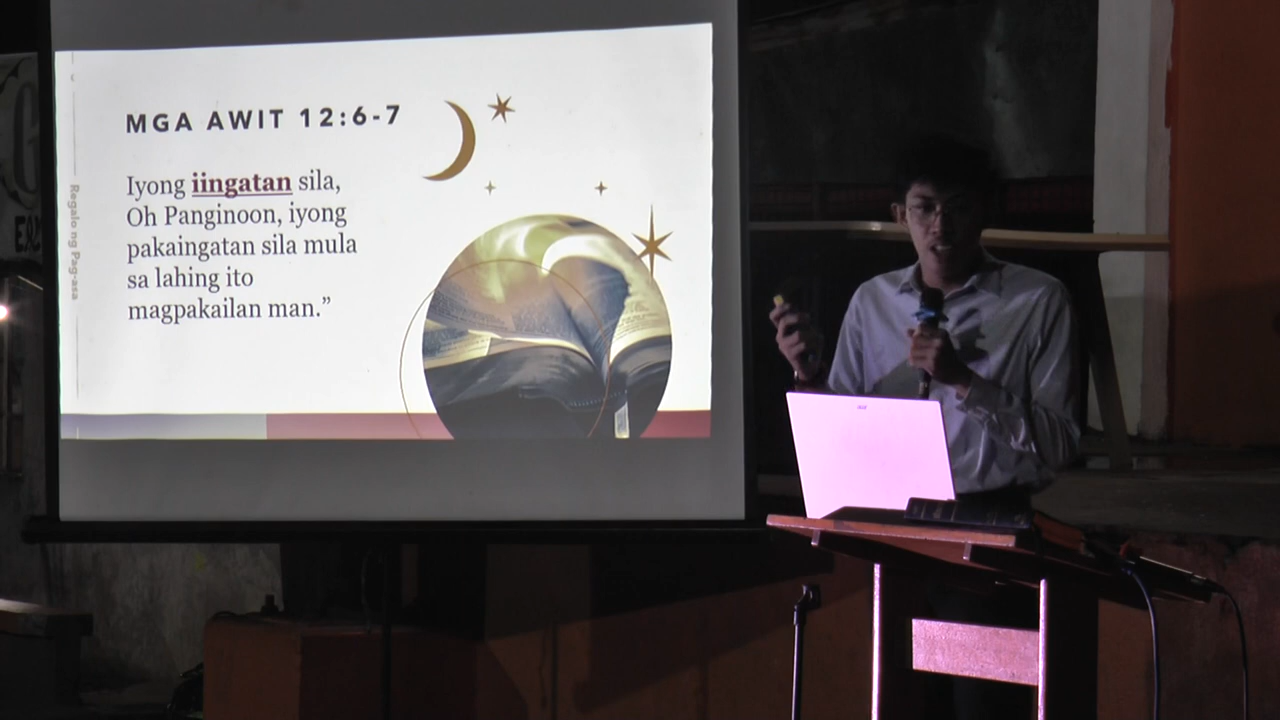 MGA AWIT 12:6-7
Iyong iingatan sila,
Oh Panginoon, iyong
pakaingatan sila mula
sa lahing ito
magpakailan man.”
Regalo ng Pag-asa
acer